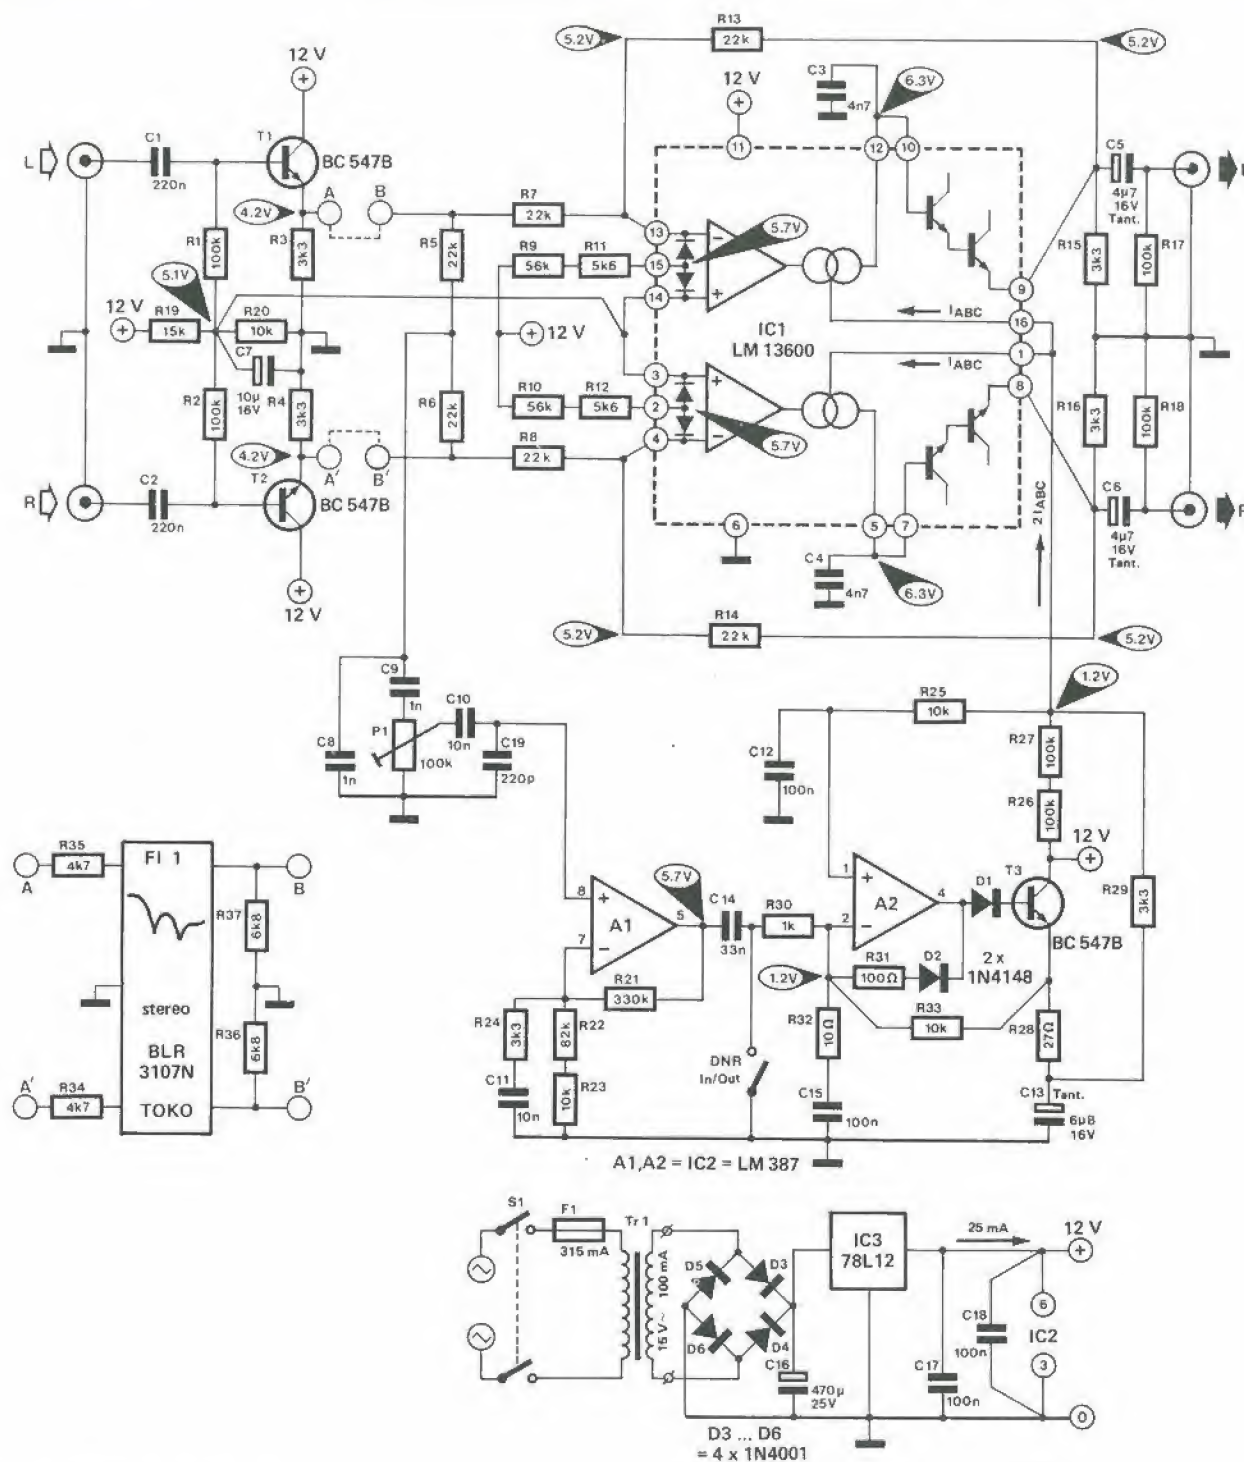 R13
22k
5.2V
5.2V
12 V
12 V
C3
4n7
6.3V
11
12
10
L
C1
220n
T1
BC 547B
4.2V
A
B
R7
22k
C5
4µ7
16V
Tant.
R1
100k
R3
3k3
R5
22k
13
R9
56k
R11
5k6
15
14
5.7V
R15
3k3
R17
100k
9
5.1V
12 V
R19
15k
R20
10k
C7
10µ
16V
12 V
IC1
LM 13600
IABC
16
IABC
1
8
R2
100k
R4
3k3
R6
22k
3
R10
56k
R12
5k6
2
4
5.7V
R16
3k3
R18
100k
4.2V
A'
B'
R8
22k
R
C2
220n
T2
BC 547B
12 V
6
5
7
C4
4n7
6.3V
2 IABC
C6
4µ7
16V
Tant.
5.2V
R14
22k
5.2V
C9
1n
C10
10n
P1
100k
C8
1n
C19
220p
R25
10k
1.2V
C12
100n
R27
100k
R26
100k
12 V
R29
3k3
R35
4k7
A
FI 1
B
R37
6k8
stereo
BLR
3107N
TOKO
R36
6k8
A'
R34
4k7
B'
8
+
A1
7
−
5
5.7V
C14
33n
R30
1k
1
+
A2
2
−
4
D1
T3
BC 547B
2 x
1N4148
R31
100Ω
D2
1.2V
R33
10k
R21
330k
R24
3k3
R22
82k
R32
10Ω
R28
27Ω
DNR
In/Out
C11
10n
R23
10k
C15
100n
C13
Tant.
6µ8
16V
A1,A2 = IC2 = LM 387
S1
F1
315 mA
Tr 1
15 V~ 100 mA
D5
D3
D6
D4
IC3
78L12
25 mA
12 V
C16
470µ
25V
C17
100n
C18
100n
6
IC2
3
0
D3 ... D6
= 4 x 1N4001